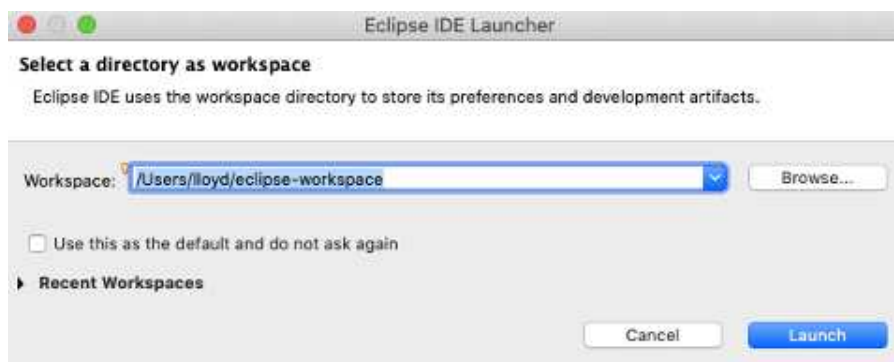 Eclipse IDE Launcher
Select a directory as workspace
Eclipse IDE uses the workspace directory to store its preferences and development artifacts.
Workspace: /Users/lloyd/eclipse-workspace Browse...
Use this as the default and do not ask again
Recent Workspaces
Cancel Launch